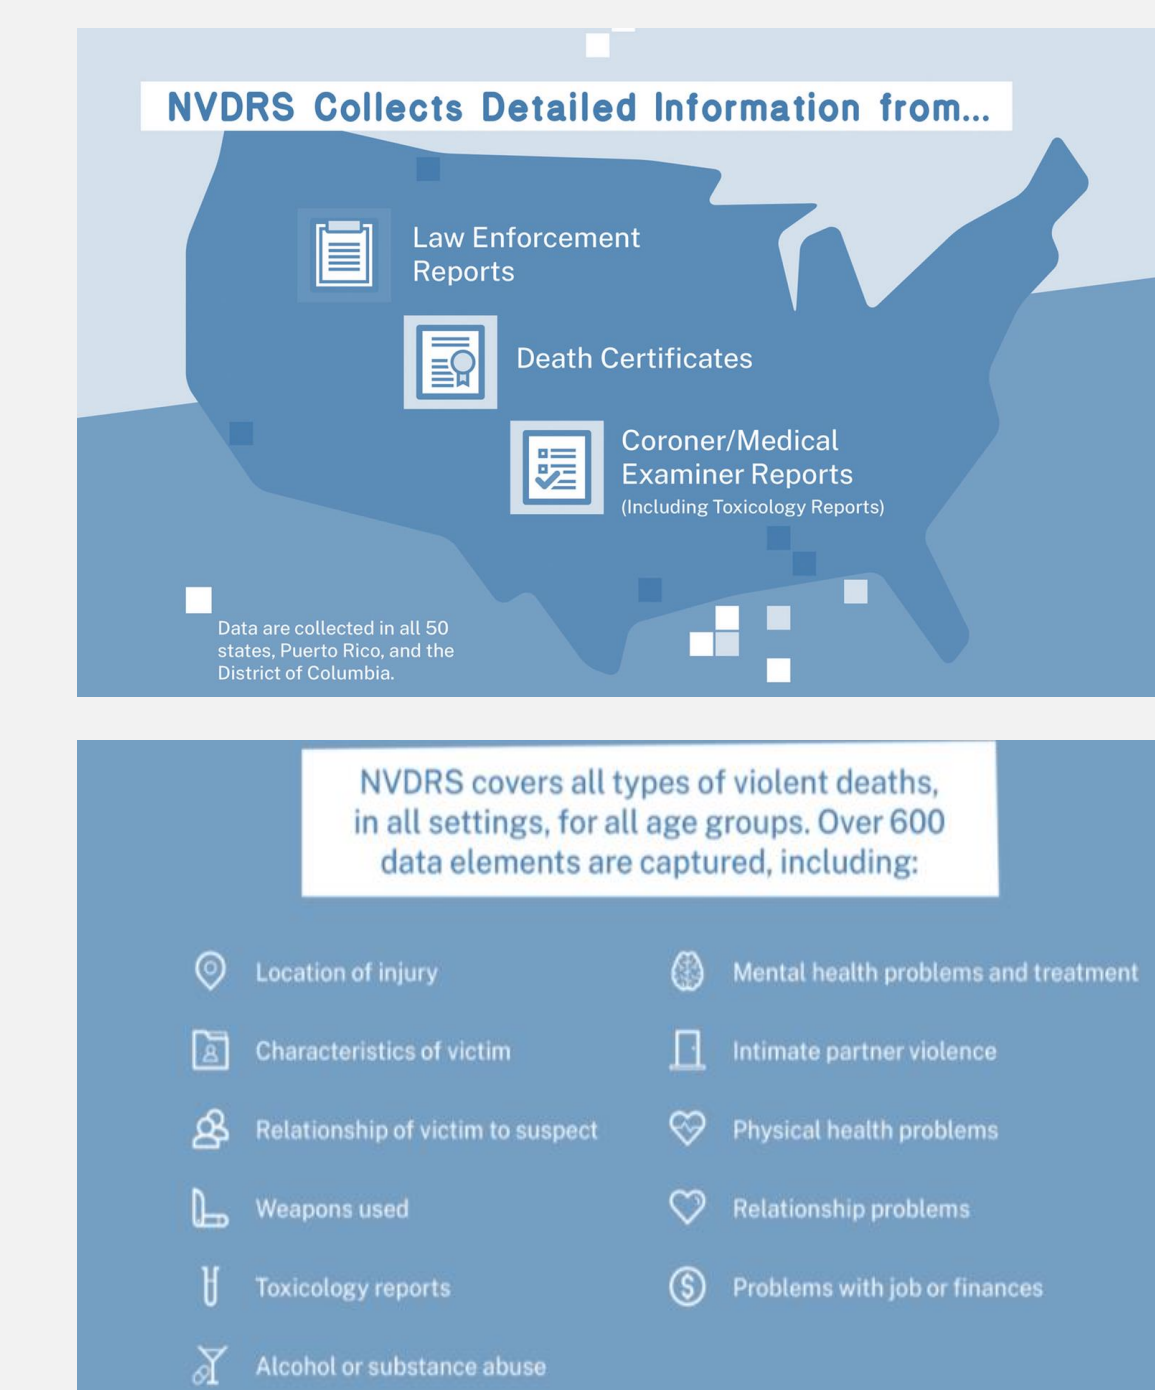 NVDRS Collects Detailed Information from...
Law Enforcement
Reports
Death Certificates
Coroner/Medical
Examiner Reports
(Including Toxicology Reports)
Data are collected in all 50
states, Puerto Rico, and the
District of Columbia.
NVDRS covers all types of violent deaths,
in all settings, for all age groups. Over 600
data elements are captured, including:
Location of injury
Characteristics of victim
Relationship of victim to suspect
Weapons used
Toxicology reports
Alcohol or substance abuse
Mental health problems and treatment
Intimate partner violence
Physical health problems
Relationship problems
Problems with job or finances